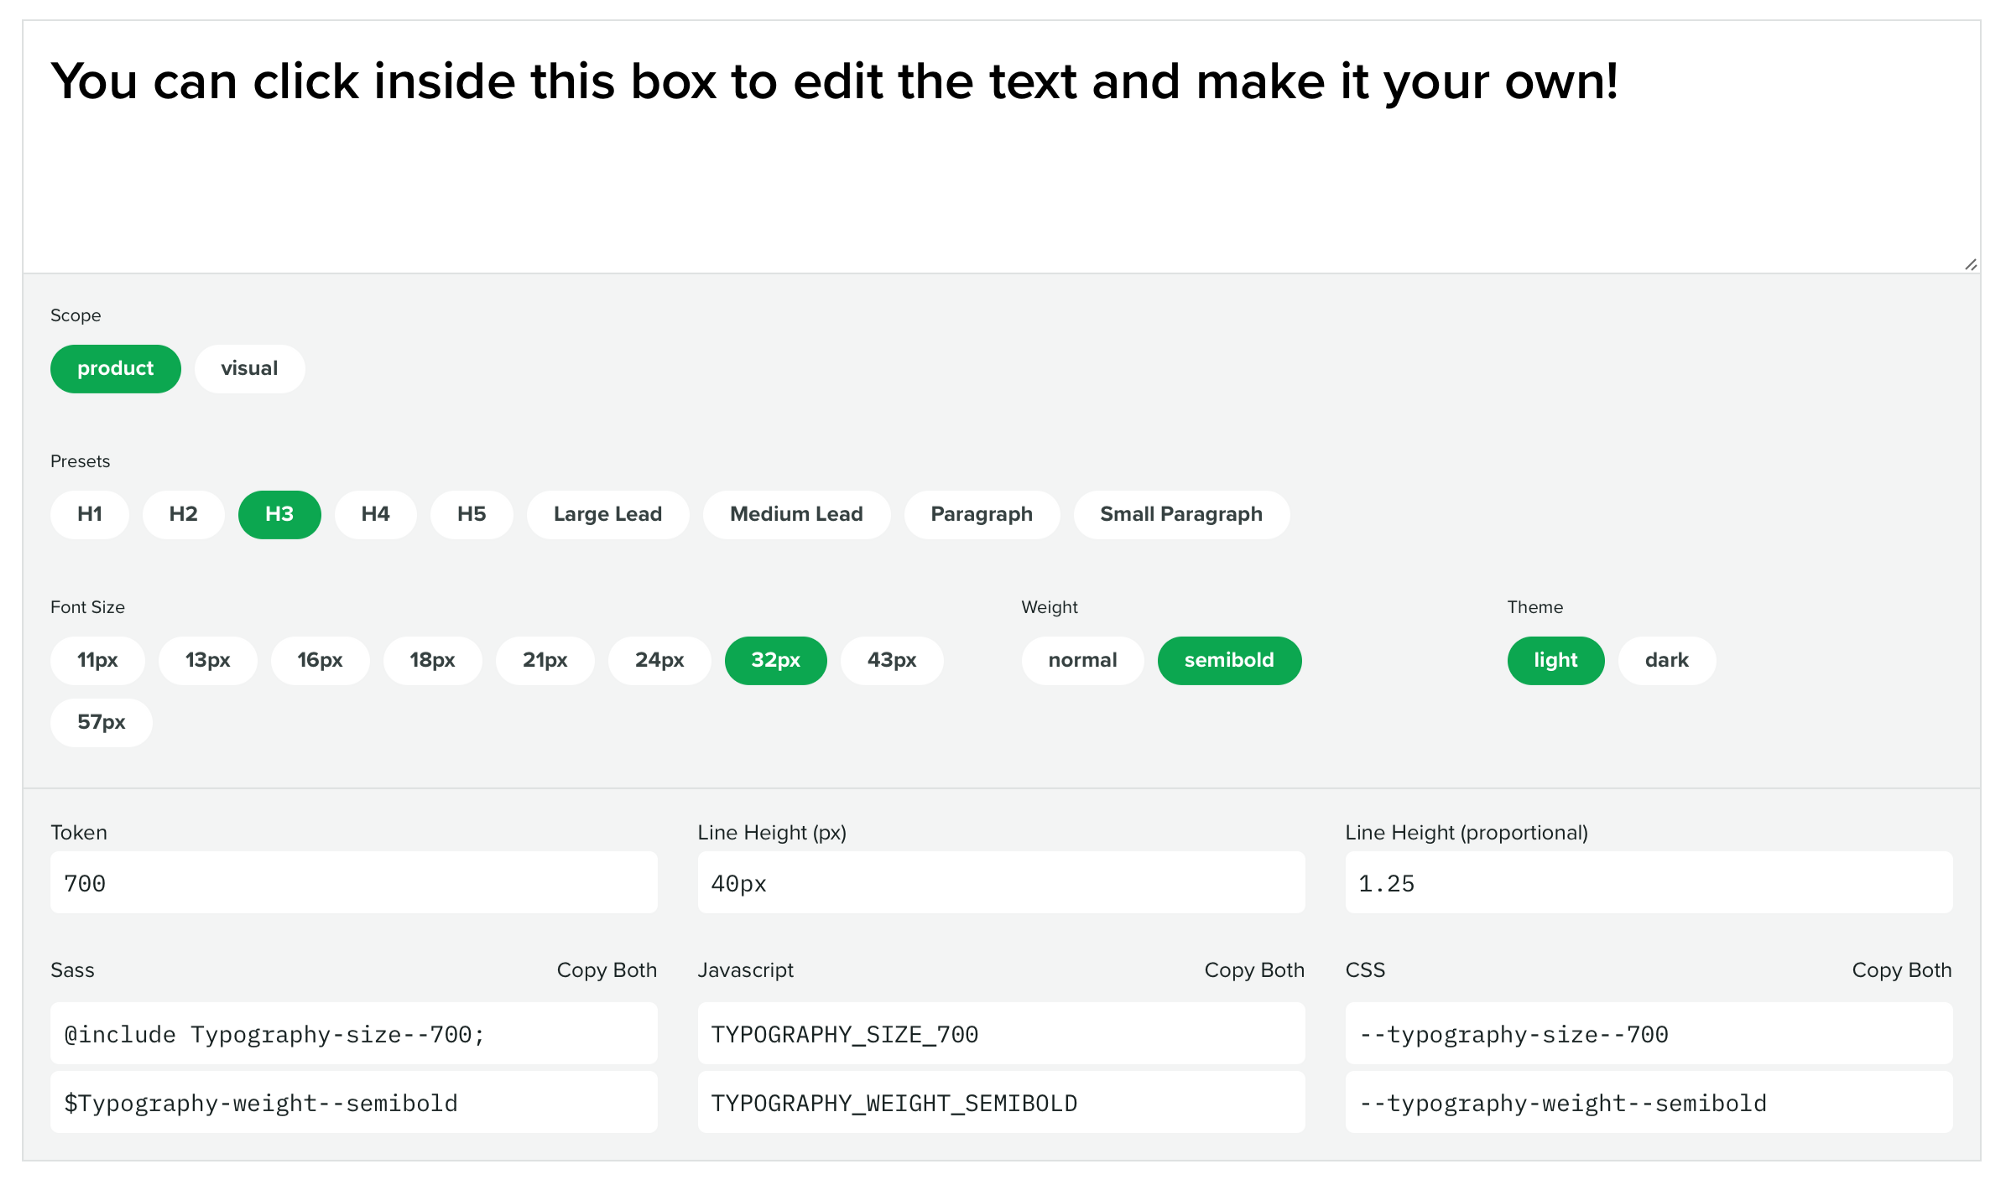 You can click inside this box to edit the text and make it your own!
Scope
product visual
Presets
H1 H2 H3 H4 H5 Large Lead Medium Lead Paragraph Small Paragraph
Font Size Weight Theme
11px 13px 16px 18px 21px 24px 32px 43px normal semibold light dark
57px
Token Line Height (px) Line Height (proportional)
700 40px 1.25
Sass Copy Both Javascript Copy Both CSS Copy Both
@include Typography-size--700; TYPOGRAPHY_SIZE_700 --typography-size--700
$Typography-weight--semibold TYPOGRAPHY_WEIGHT_SEMIBOLD --typography-weight--semibold